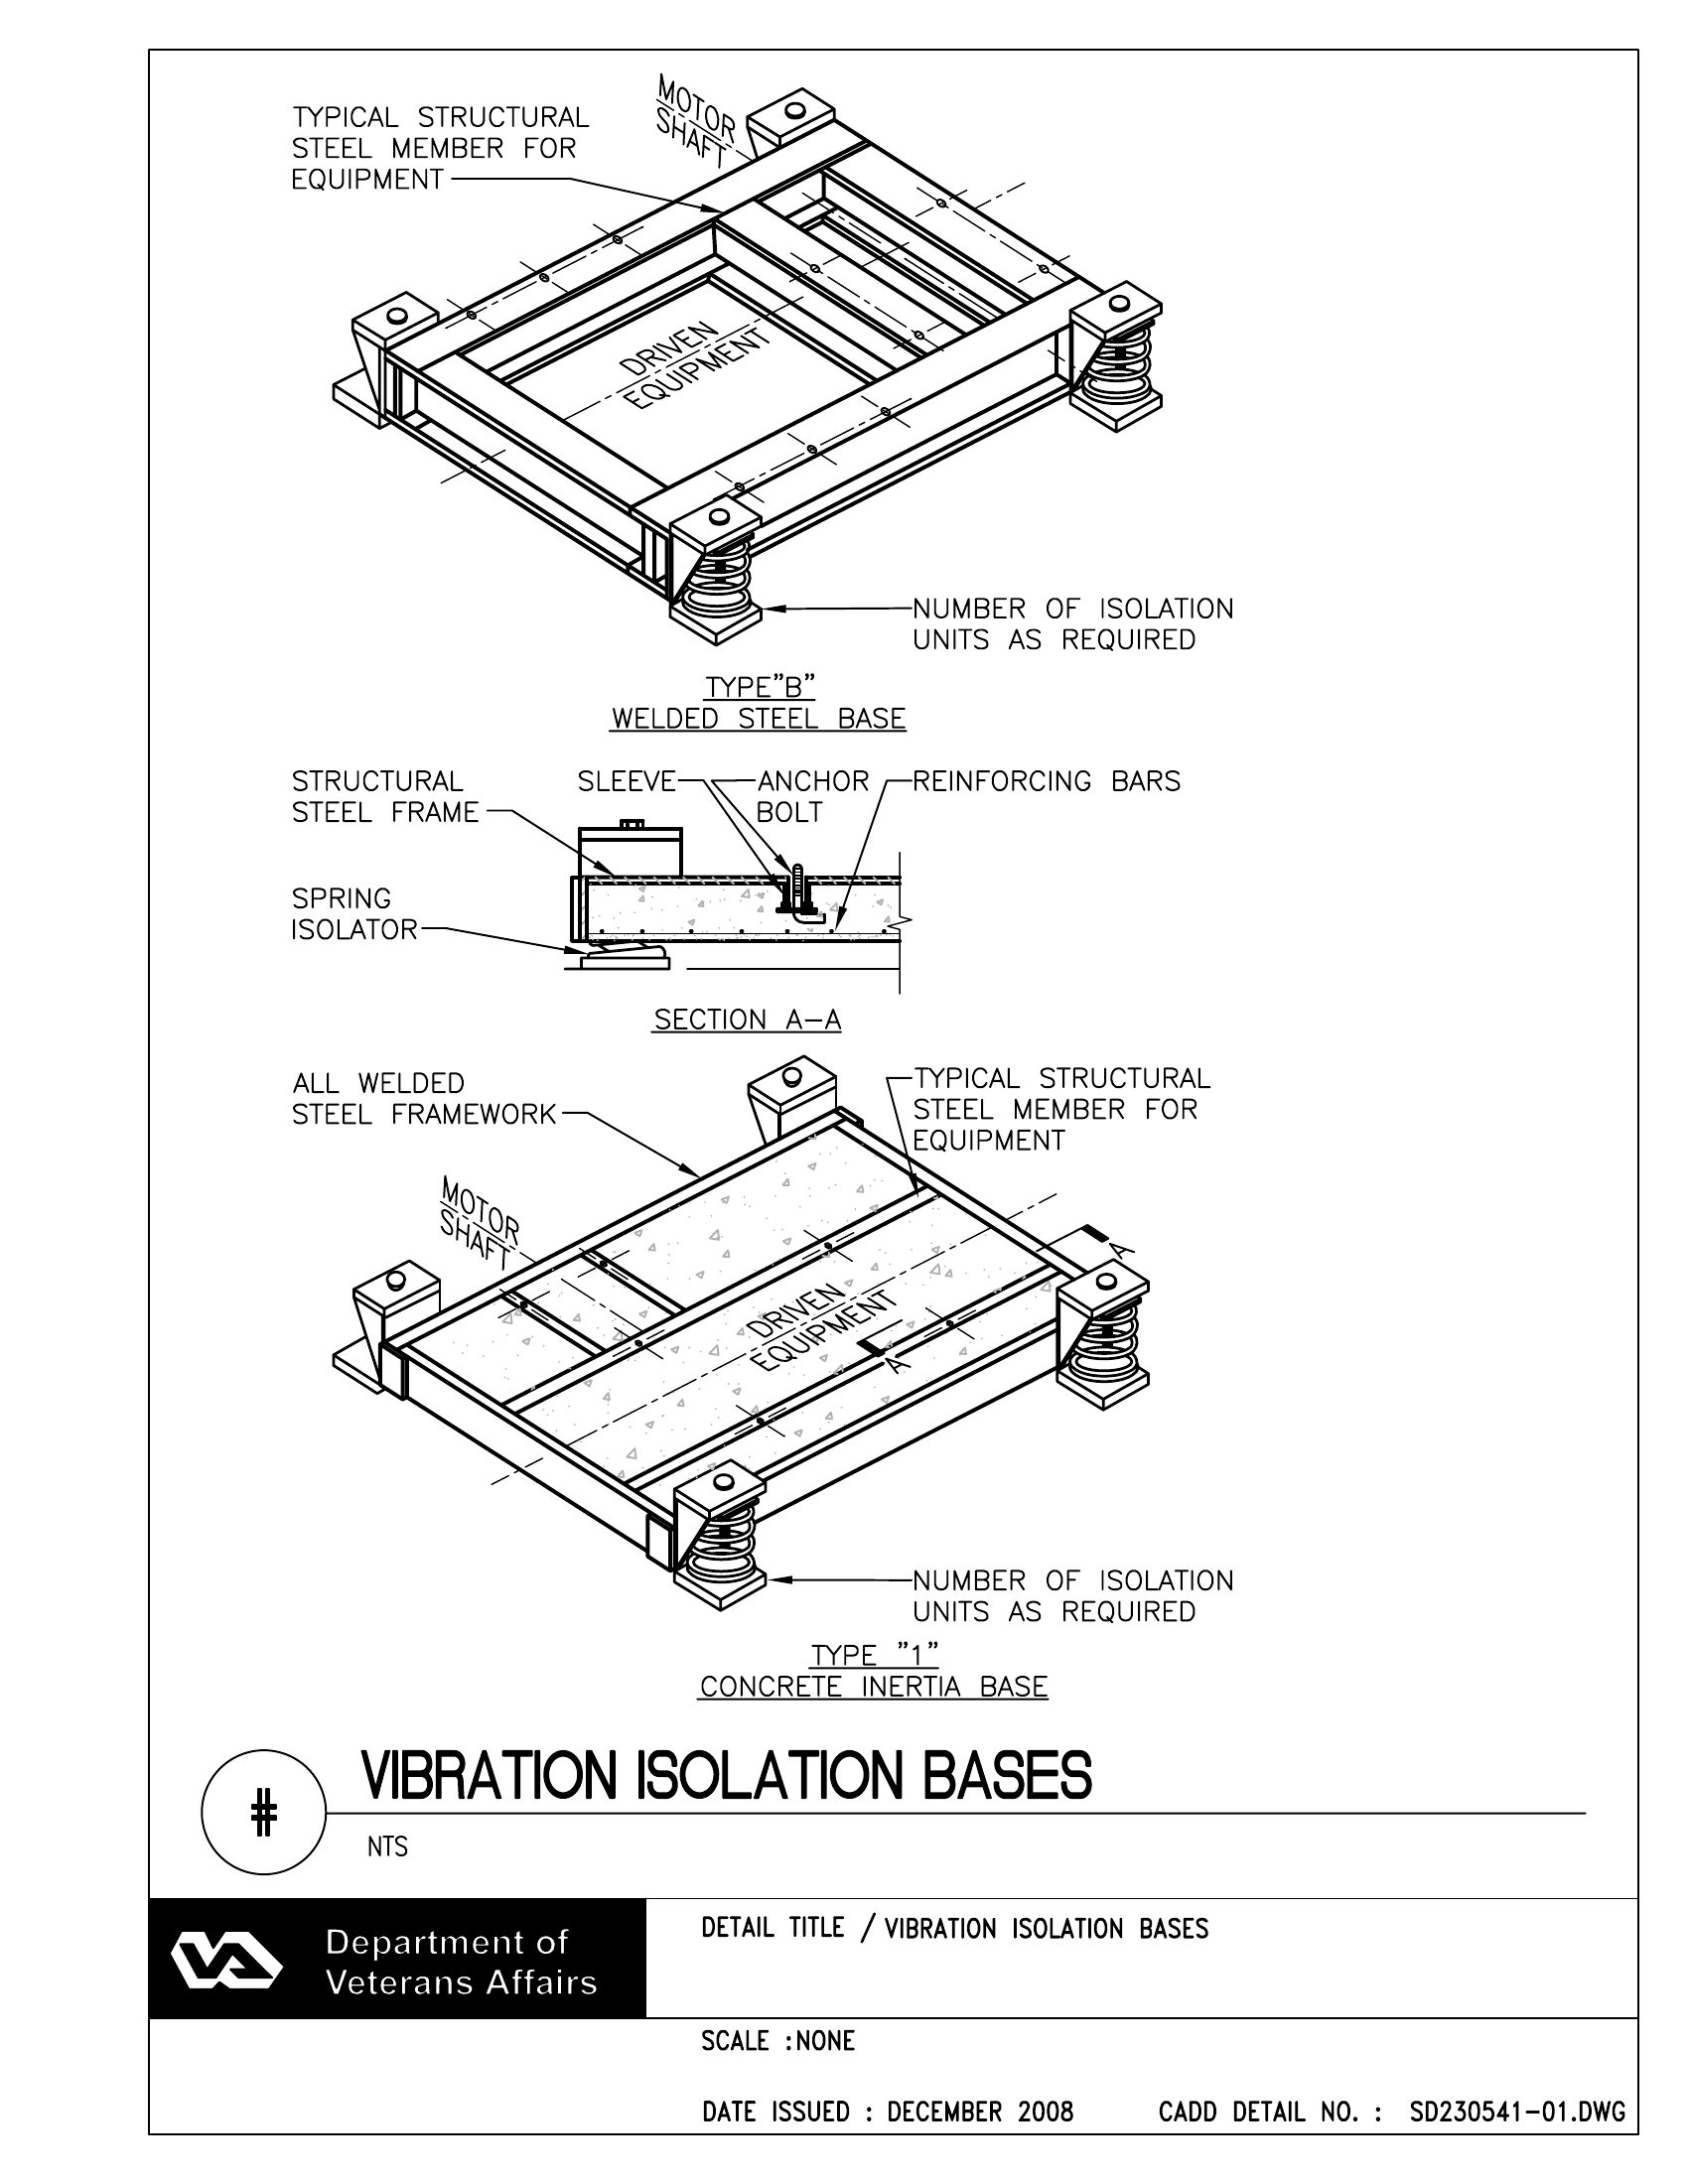 TYPICAL STRUCTURAL
STEEL MEMBER FOR
EQUIPMENT
MOTOR
SHAFT
DRIVEN
EQUIPMENT
NUMBER OF ISOLATION
UNITS AS REQUIRED
TYPE"B"
WELDED STEEL BASE
STRUCTURAL
STEEL FRAME
SLEEVE
ANCHOR
BOLT
REINFORCING BARS
SPRING
ISOLATOR
SECTION A-A
ALL WELDED
STEEL FRAMEWORK
TYPICAL STRUCTURAL
STEEL MEMBER FOR
EQUIPMENT
MOTOR
SHAFT
A
DRIVEN
EQUIPMENT
A
NUMBER OF ISOLATION
UNITS AS REQUIRED
TYPE "1"
CONCRETE INERTIA BASE
#
VIBRATION ISOLATION BASES
NTS
VA
Department of
Veterans Affairs
DETAIL TITLE / VIBRATION ISOLATION BASES
SCALE :NONE
DATE ISSUED : DECEMBER 2008 CADD DETAIL NO. : SD230541-01.DWG